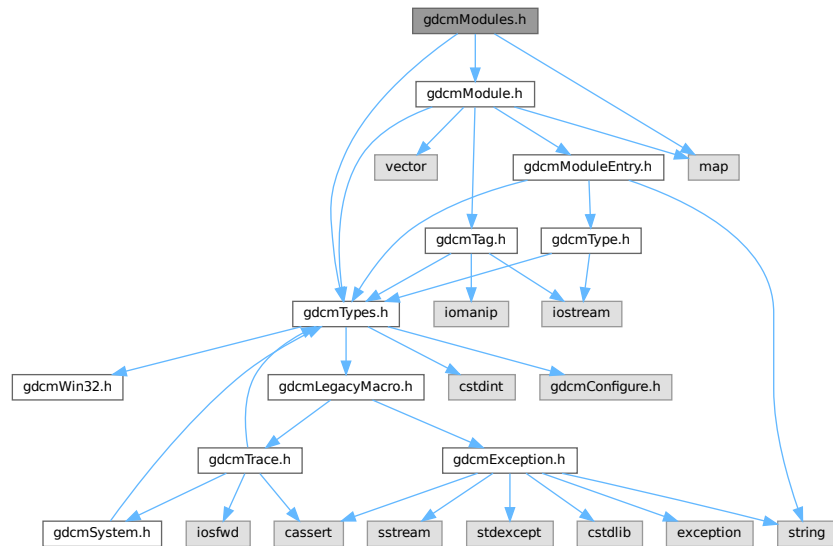 gdcmModules.h
gdcmModule.h
vector
gdcmModuleEntry.h
map
gdcmTag.h
gdcmType.h
gdcmTypes.h
iomanip
iostream
gdcmWin32.h
gdcmLegacyMacro.h
cstdint
gdcmConfigure.h
gdcmTrace.h
gdcmException.h
gdcmSystem.h
iosfwd
cassert
sstream
stdexcept
cstdlib
exception
string